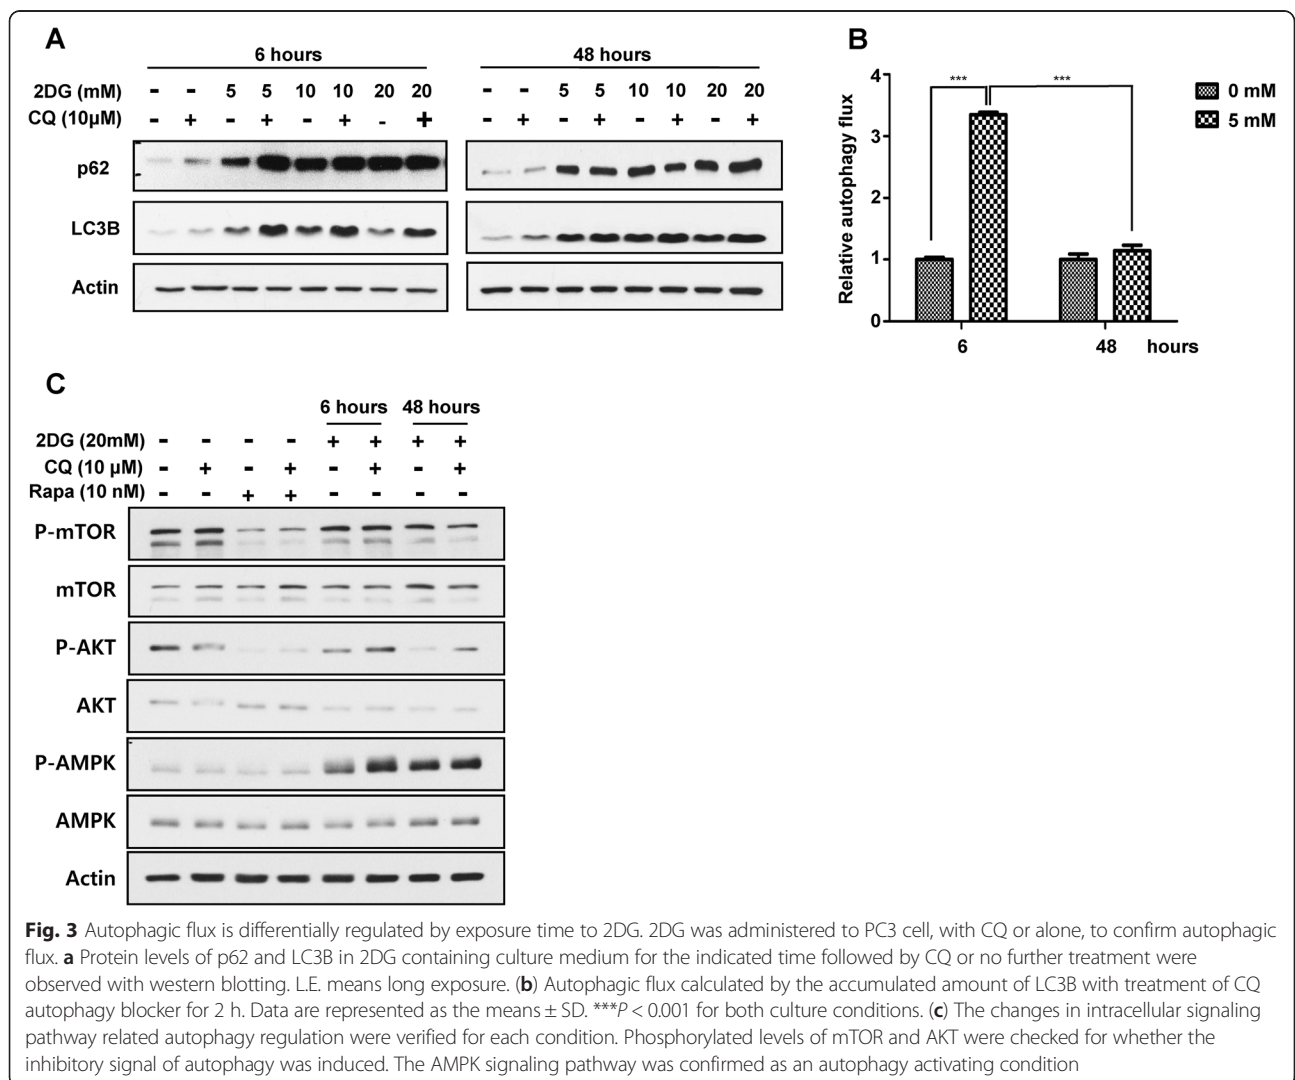 A
6 hours
48 hours
2DG (mM) - - 5 5 10 10 20 20 - - 5 5 10 10 20 20
CQ (10μM) - + - + - + - + - + - + - + - +
p62
LC3B
Actin
B
Relative autophagy flux
4
3
2
1
0
*** ***
0 mM
5 mM
6 48 hours
C
6 hours 48 hours
2DG (20mM) - - - - + + + +
CQ (10 μM) - + - + - + - +
Rapa (10 nM) - - + + - - - -
P-mTOR
mTOR
P-AKT
AKT
P-AMPK
AMPK
Actin
Fig. 3 Autophagic flux is differentially regulated by exposure time to 2DG. 2DG was administered to PC3 cell, with CQ or alone, to confirm autophagic
flux. a Protein levels of p62 and LC3B in 2DG containing culture medium for the indicated time followed by CQ or no further treatment were
observed with western blotting. L.E. means long exposure. (b) Autophagic flux calculated by the accumulated amount of LC3B with treatment of CQ
autophagy blocker for 2 h. Data are represented as the means ± SD. ***P < 0.001 for both culture conditions. (c) The changes in intracellular signaling
pathway related autophagy regulation were verified for each condition. Phosphorylated levels of mTOR and AKT were checked for whether the
inhibitory signal of autophagy was induced. The AMPK signaling pathway was confirmed as an autophagy activating condition